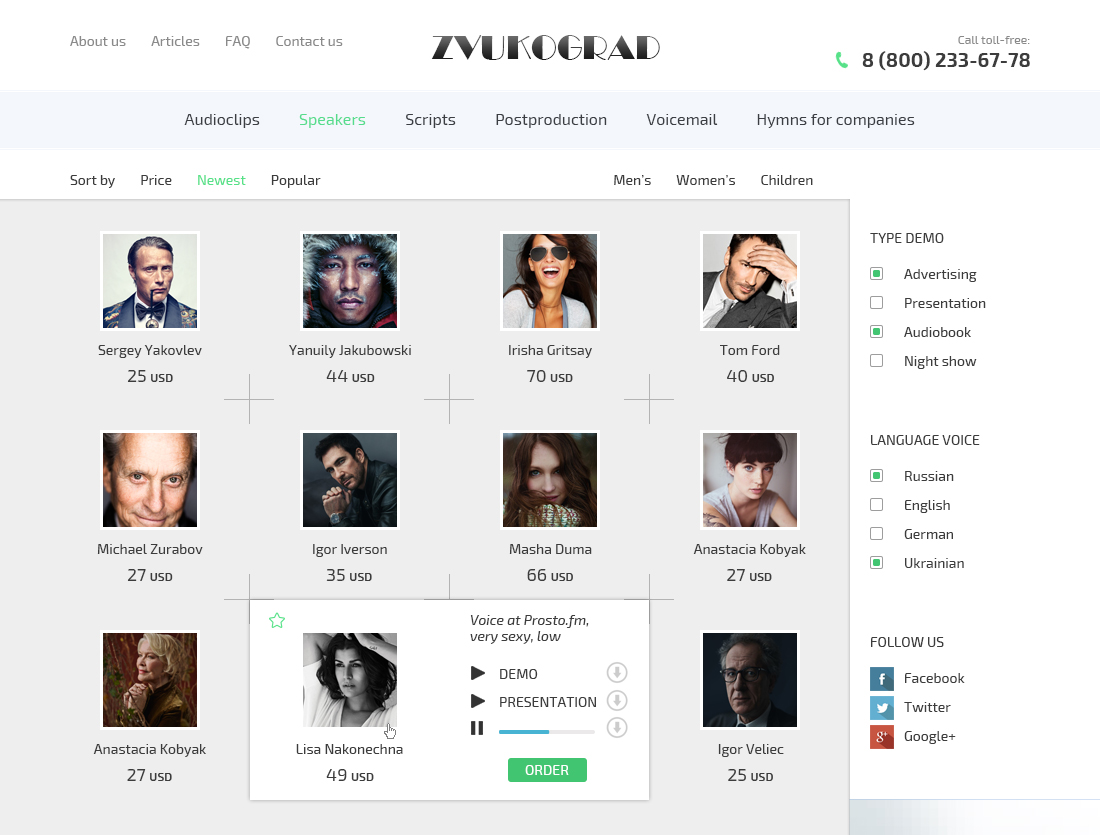 About us Articles FAQ Contact us
ZVUKOGRAD
Call toll-free:
8 (800) 233-67-78
Audioclips Speakers Scripts Postproduction Voicemail Hymns for companies
Sort by Price Newest Popular Men's Women's Children
Sergey Yakovlev
25 USD
Yanuily Jakubowski
44 USD
Irisha Gritsay
70 USD
Tom Ford
40 USD
Michael Zurabov
27 USD
Igor Iverson
35 USD
Masha Duma
66 USD
Anastacia Kobyak
27 USD
Anastacia Kobyak
27 USD
Lisa Nakonechna
49 USD
Voice at Prosto.fm,
very sexy, low
DEMO
PRESENTATION
ORDER
Igor Veliec
25 USD
TYPE DEMO
Advertising
Presentation
Audiobook
Night show
LANGUAGE VOICE
Russian
English
German
Ukrainian
FOLLOW US
f Facebook
Twitter
g+ Google+